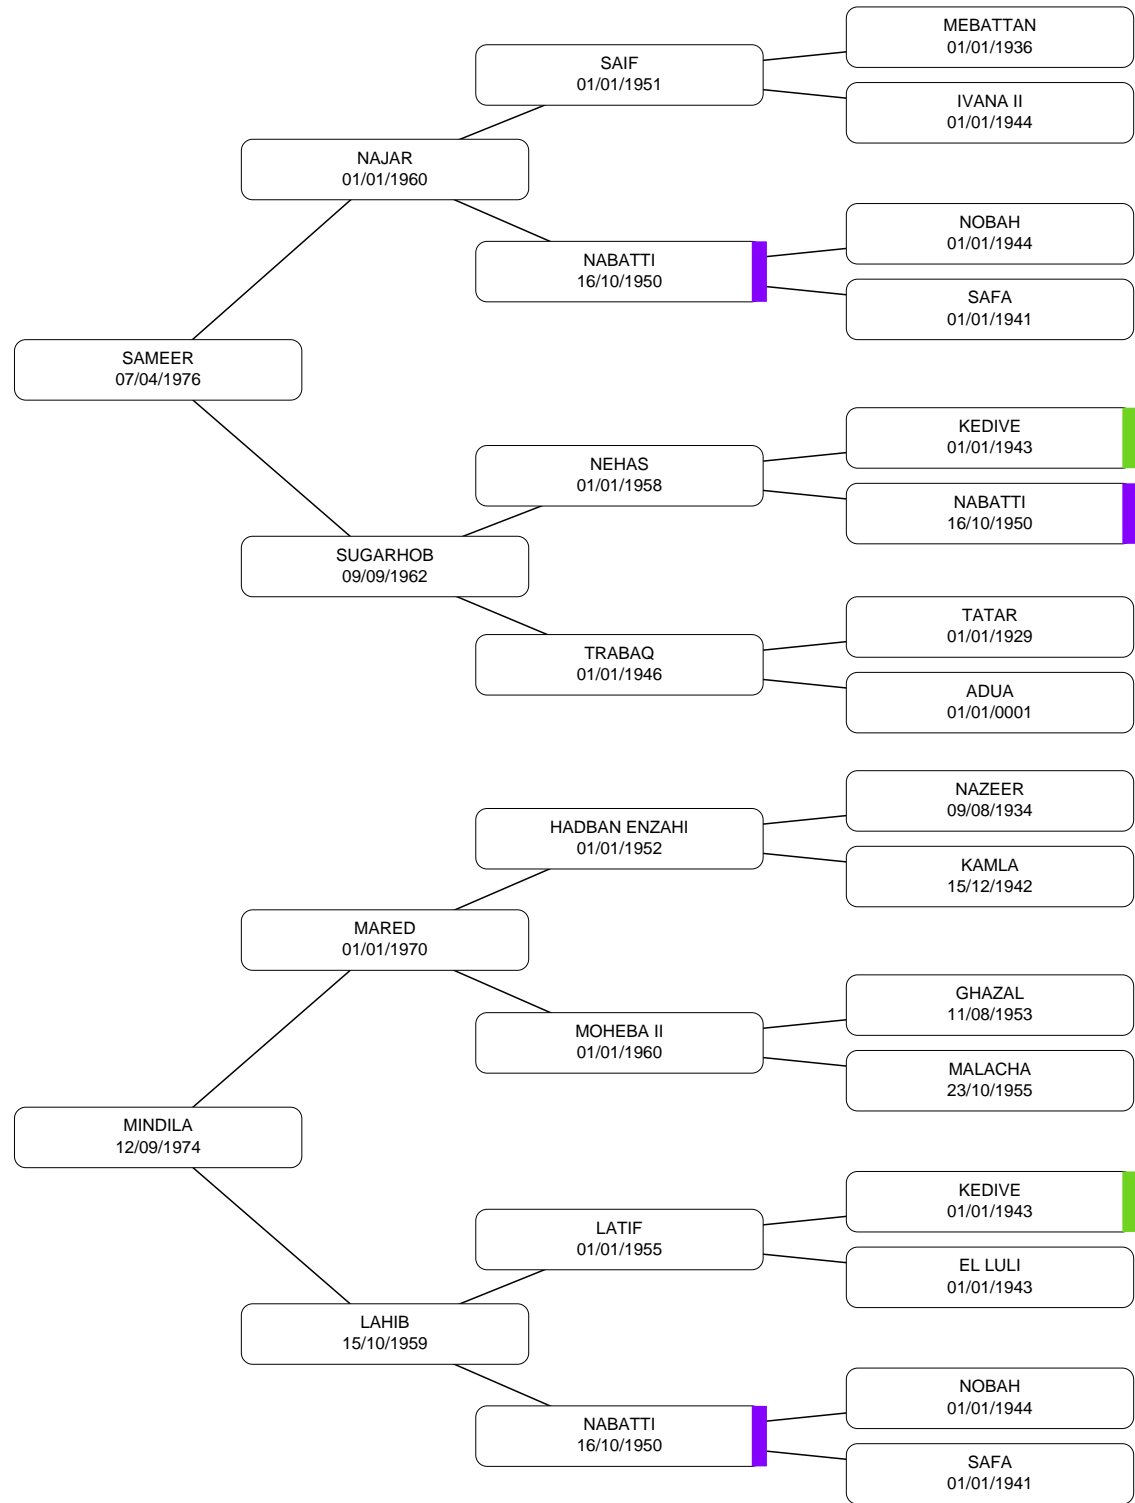 MEBATTAN
01/01/1936
SAIF
01/01/1951
IVANA II
01/01/1944
NAJAR
01/01/1960
NOBAH
01/01/1944
NABATTI
16/10/1950
SAFA
01/01/1941
SAMEER
07/04/1976
KEDIVE
01/01/1943
NEHAS
01/01/1958
NABATTI
16/10/1950
SUGARHOB
09/09/1962
TATAR
01/01/1929
TRABAQ
01/01/1946
ADUA
01/01/0001
NAZEER
09/08/1934
HADBAN ENZAHI
01/01/1952
KAMLA
15/12/1942
MARED
01/01/1970
GHAZAL
11/08/1953
MOHEBA II
01/01/1960
MALACHA
23/10/1955
MINDILA
12/09/1974
KEDIVE
01/01/1943
LATIF
01/01/1955
EL LULI
01/01/1943
LAHIB
15/10/1959
NOBAH
01/01/1944
NABATTI
16/10/1950
SAFA
01/01/1941